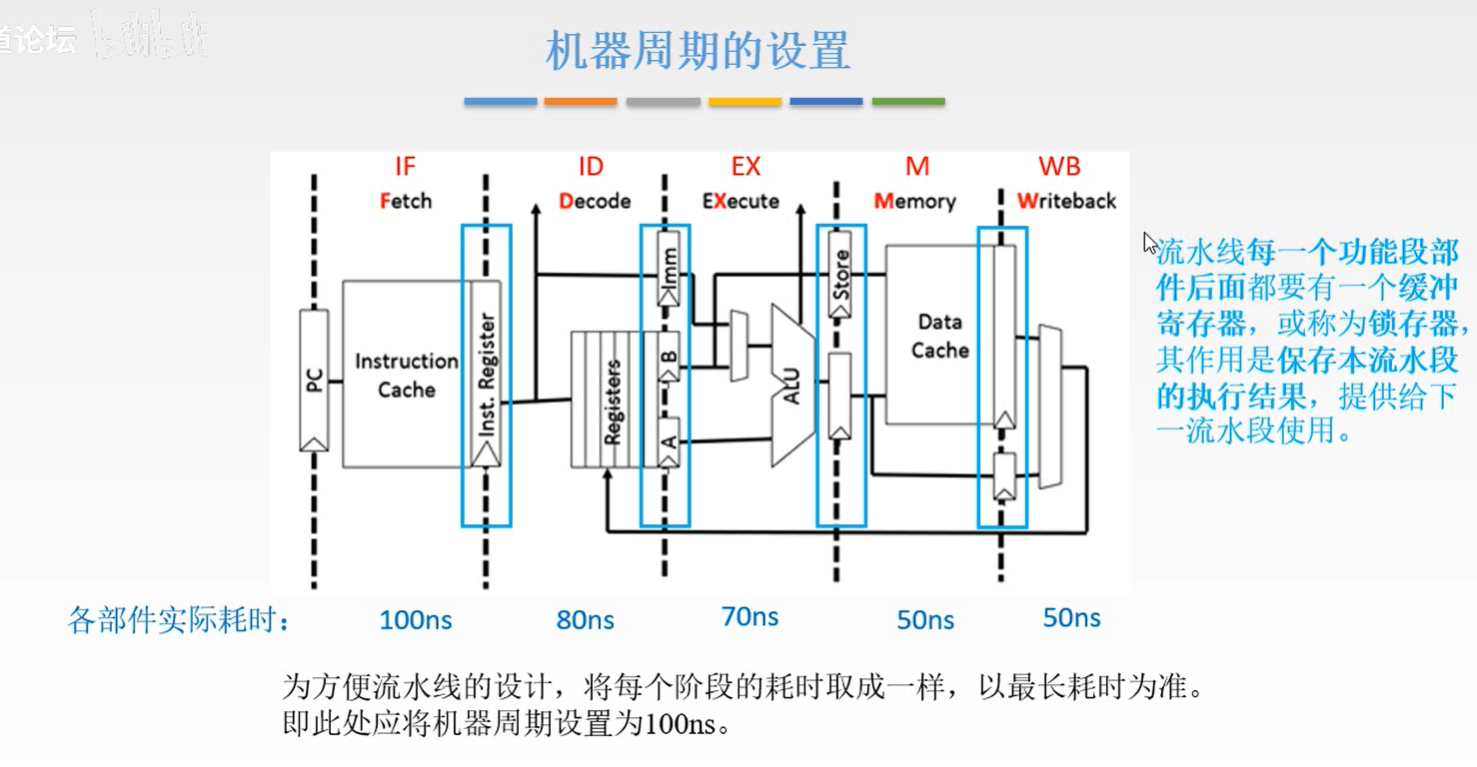 道论坛
bilibili
机器周期的设置
IF ID EX M WB
Fetch Decode EXecute Memory Writeback
PC
Instruction
Cache
Inst. Register
Registers
Imm
B
A
ALU
Store
Data
Cache
流水线每一个功能段部
件后面都要有一个缓冲
寄存器，或称为锁存器，
其作用是保存本流水段
的执行结果，提供给下
一流水段使用。
各部件实际耗时： 100ns 80ns 70ns 50ns 50ns
为方便流水线的设计，将每个阶段的耗时取成一样，以最长耗时为准。
即此处应将机器周期设置为100ns。